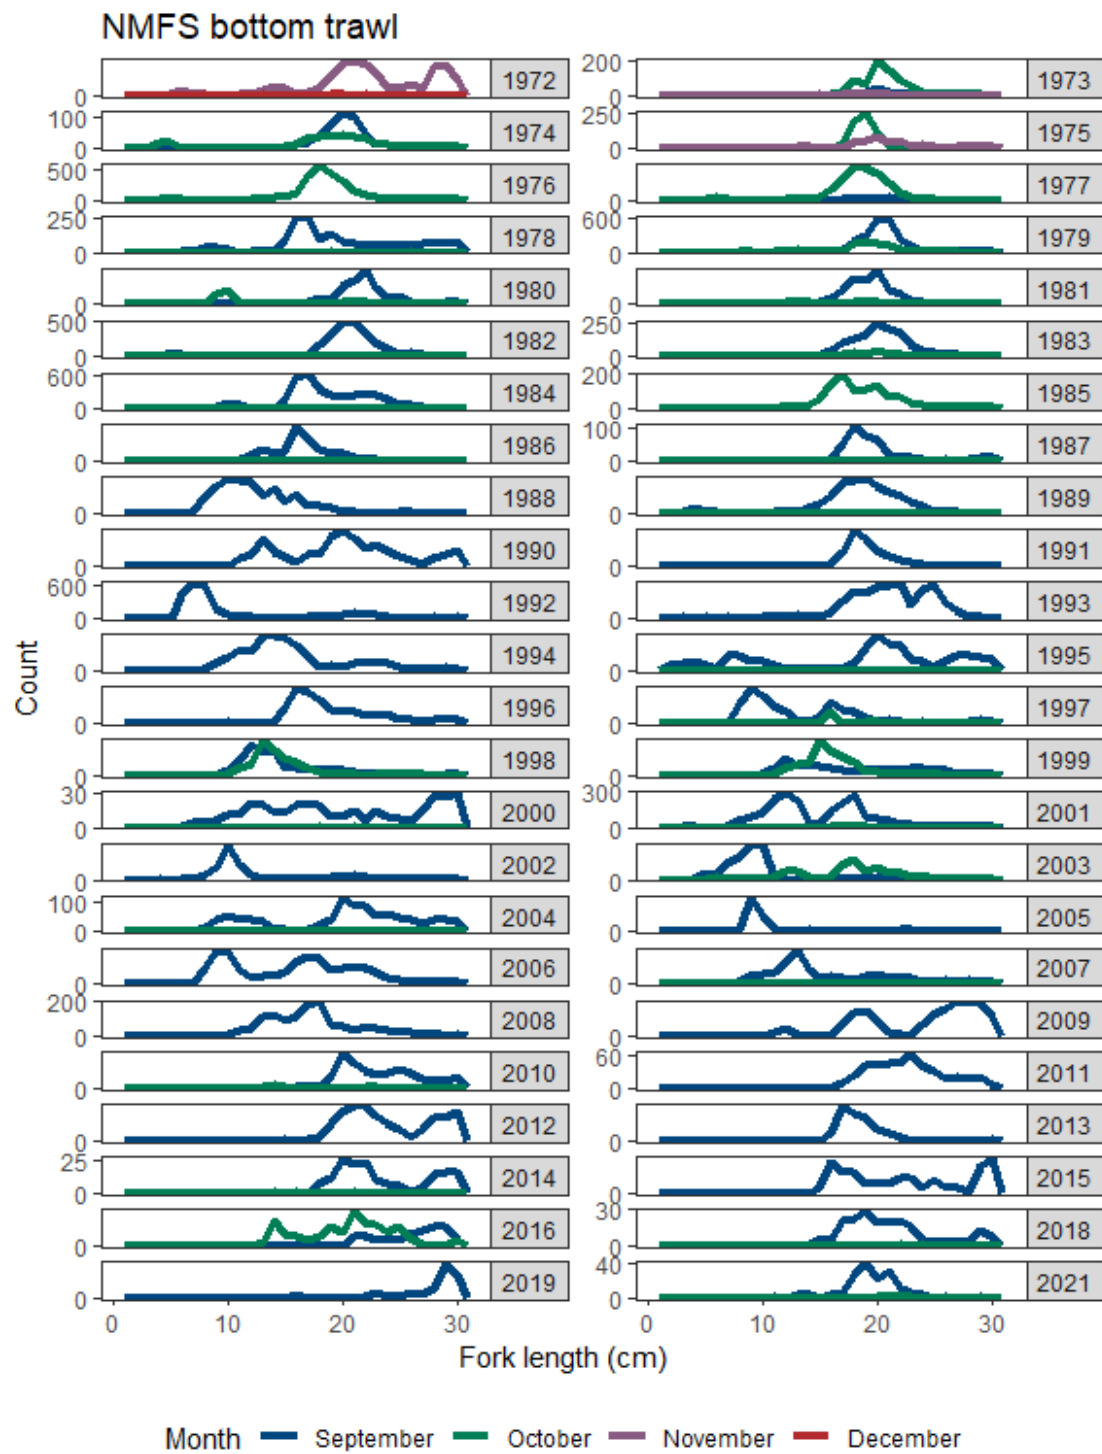 NMFS bottom trawl
0 1972 200 0 1973
100 0 1974 250 0 1975
500 0 1976 0 1977
250 0 1978 600 0 1979
0 1980 0 1981
500 0 1982 250 0 1983
600 0 1984 200 0 1985
0 1986 100 0 1987
0 1988 0 1989
0 1990 0 1991
600 0 1992 0 1993
0 1994 0 1995
0 1996 0 1997
0 1998 0 1999
30 0 2000 300 0 2001
0 2002 0 2003
100 0 2004 0 2005
0 2006 0 2007
200 0 2008 0 2009
0 2010 60 0 2011
0 2012 0 2013
25 0 2014 0 2015
0 2016 30 0 2018
0 2019 40 0 2021
Count
0 10 20 30 0 10 20 30
Fork length (cm)
Month September October November December